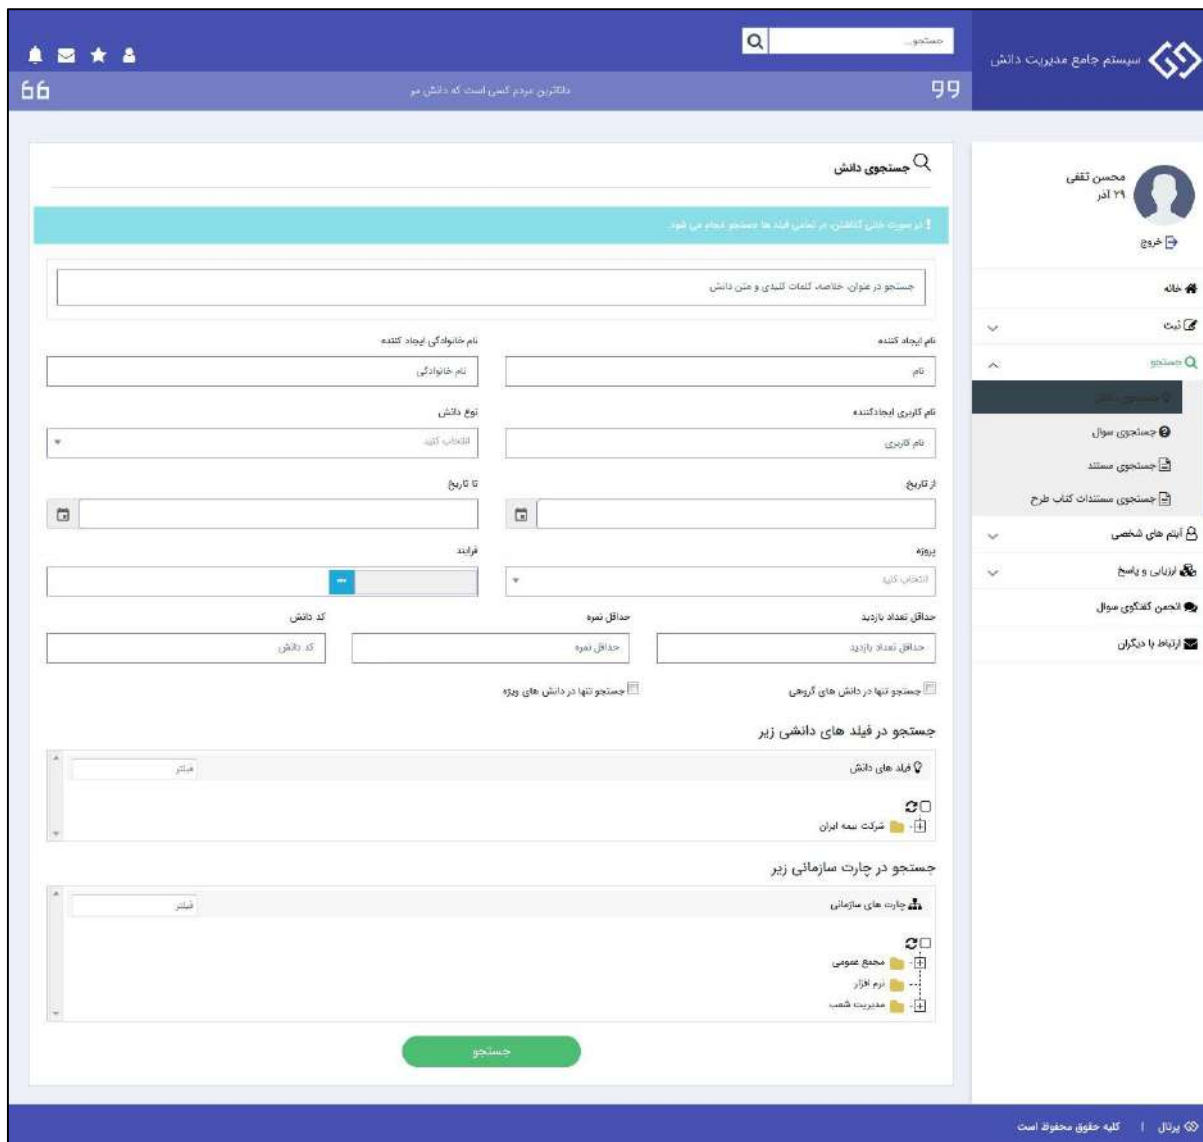 سیستم جامع مدیریت دانش
جستجو...
داناترین مردم کسی است که دانش مر
محسن ثقفی
۲۹ آذر
خروج
خانه
ثبت
جستجو
جستجوی دانش
جستجوی سوال
جستجوی مستند
جستجوی مستندات کتاب طرح
آیتم های شخصی
ارزیابی و پاسخ
انجمن گفتگوی سوال
ارتباط با دیگران
جستجوی دانش
! در صورت خالی گذاشتن، در تمامی فیلد ها جستجو انجام می شود.
جستجو در عنوان، خلاصه، کلمات کلیدی و متن دانش
نام ایجاد کننده
نام خانوادگی ایجاد کننده
نام
نام خانوادگی
نام کاربری ایجادکننده
نوع دانش
نام کاربری
انتخاب کنید
از تاریخ
تا تاریخ
پروژه
فرایند
انتخاب کنید
حداقل تعداد بازدید
حداقل نمره
کد دانش
حداقل تعداد بازدید
حداقل نمره
کد دانش
جستجو تنها در دانش های گروهی
جستجو تنها در دانش های ویژه
جستجو در فیلد های دانشی زیر
فیلد های دانش
فیلتر
شرکت بیمه ایران
جستجو در چارت سازمانی زیر
چارت های سازمانی
فیلتر
مجمع عمومی
نرم افزار
مدیریت شعب
جستجو
پرتال | کلیه حقوق محفوظ است